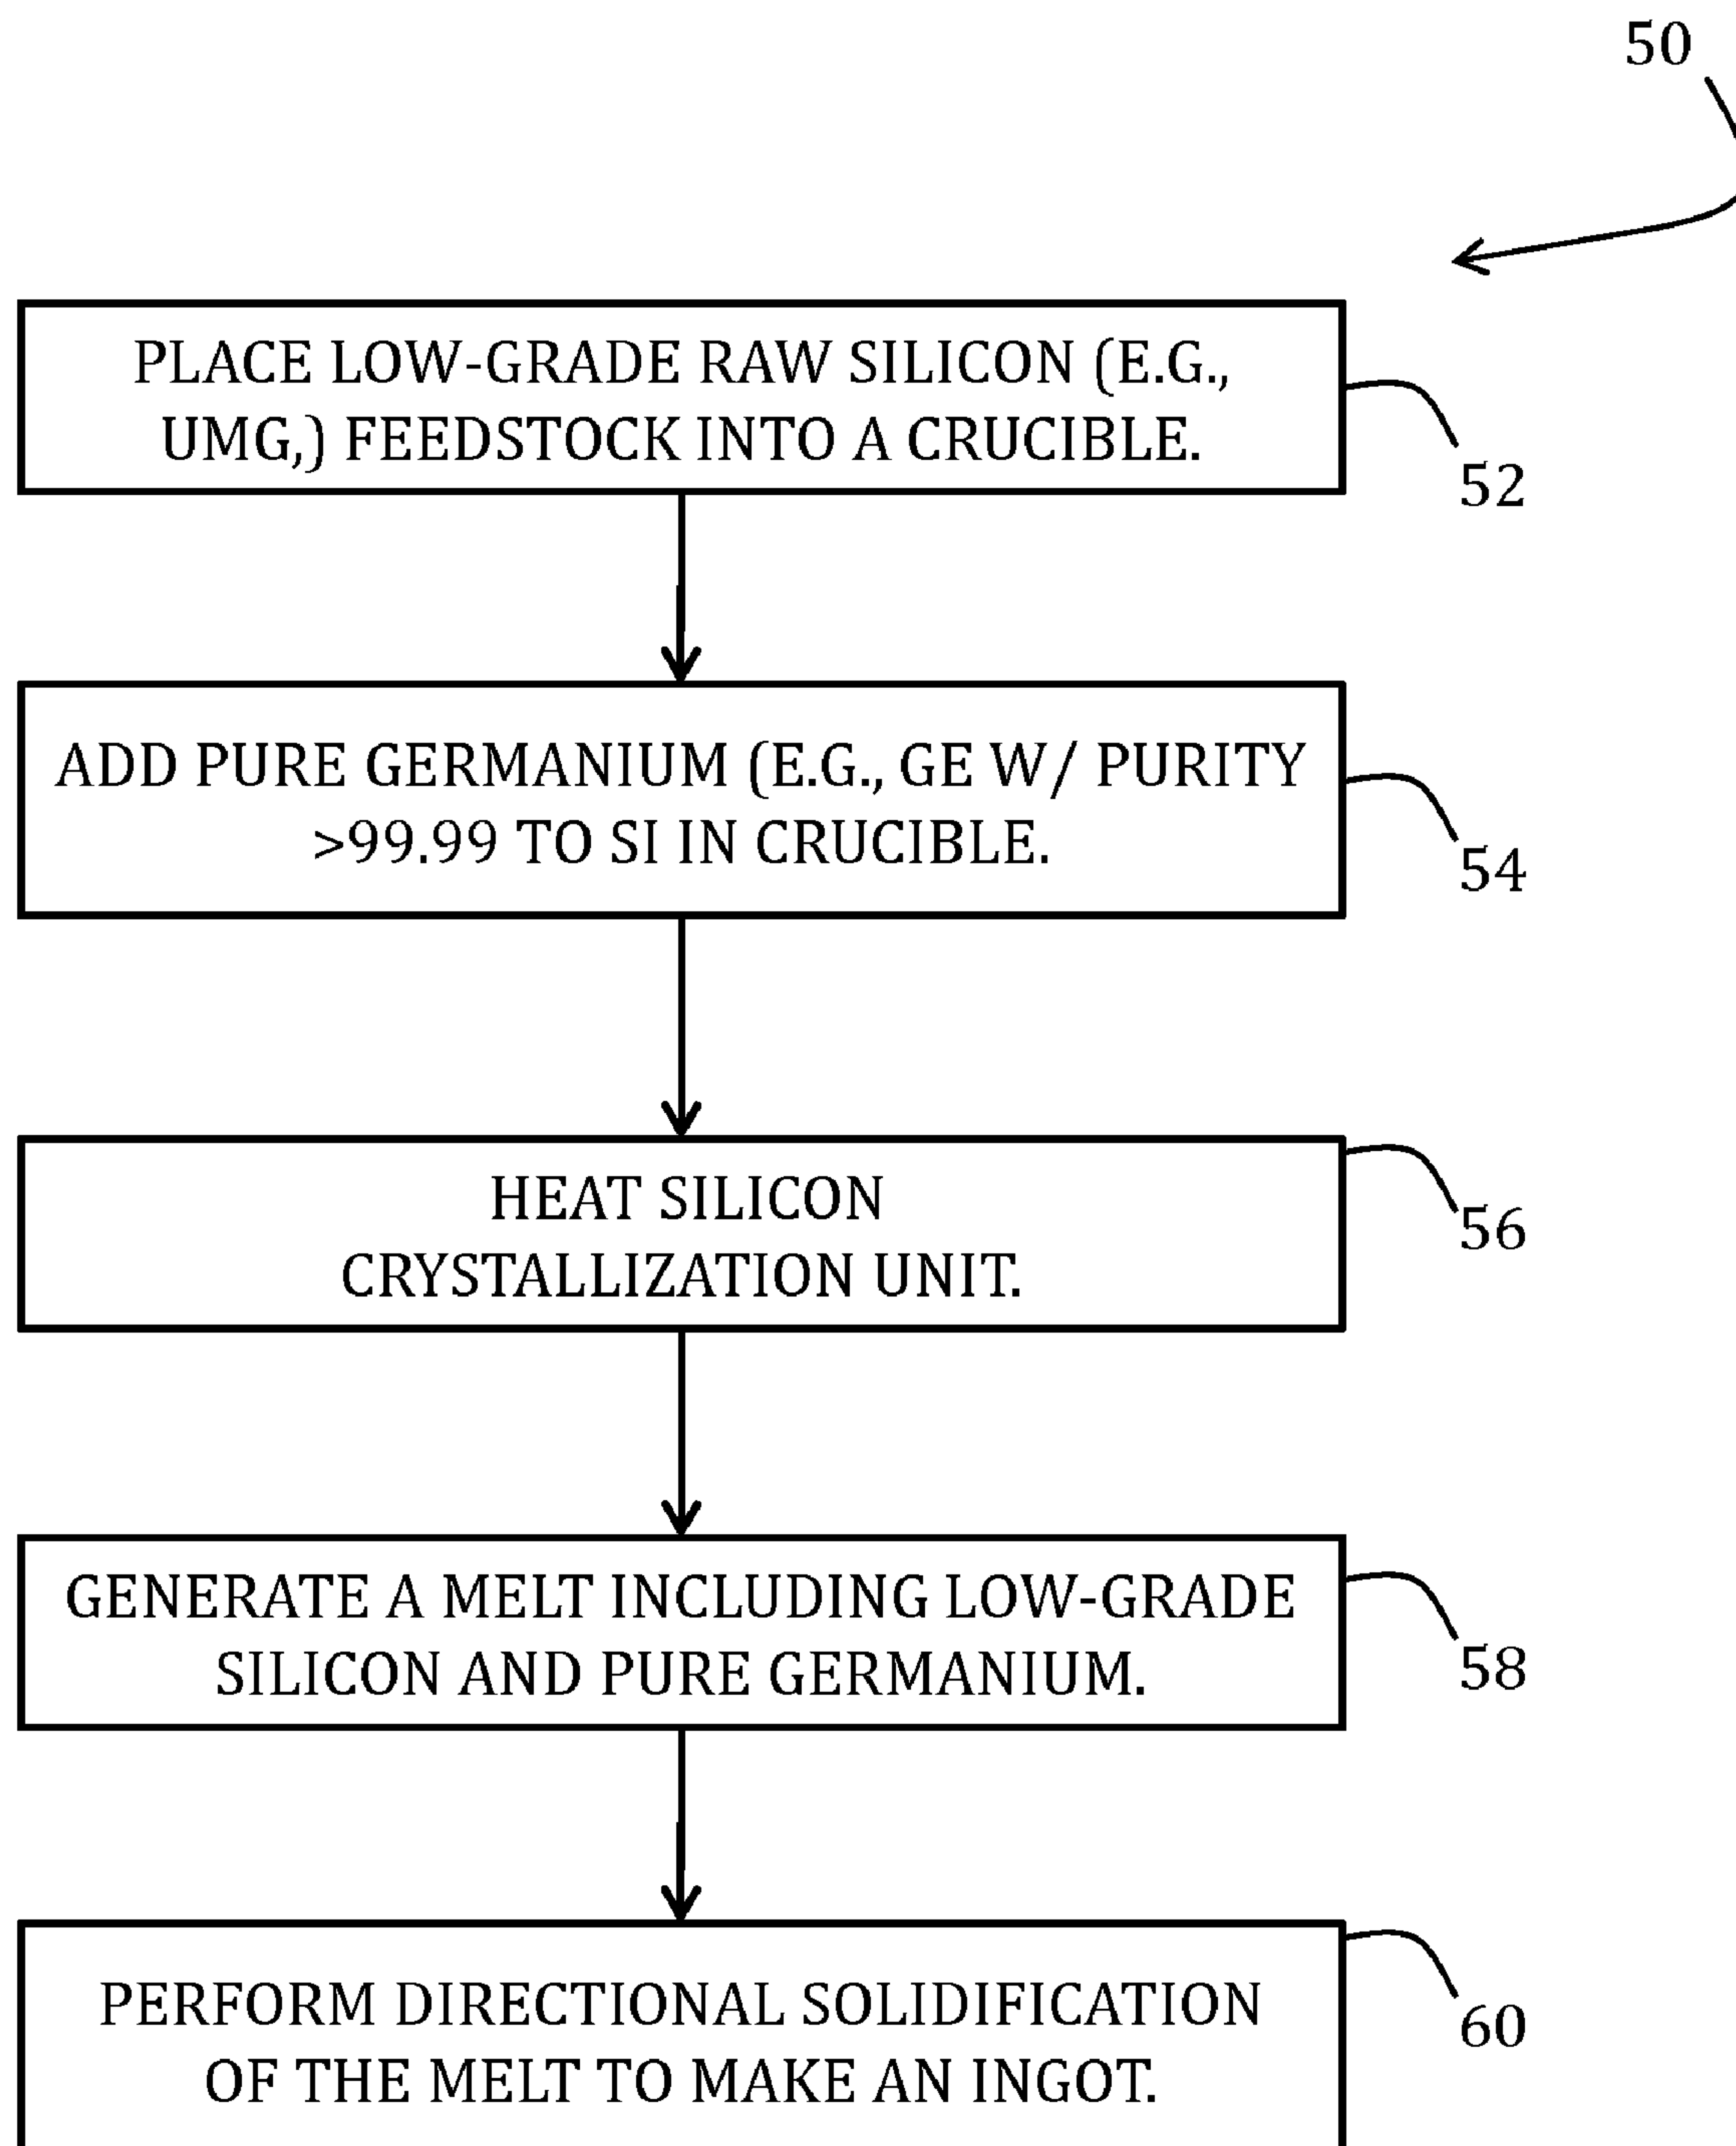 50
PLACE LOW-GRADE RAW SILICON (E.G.,
UMG,) FEEDSTOCK INTO A CRUCIBLE.
52
ADD PURE GERMANIUM (E.G., GE W/ PURITY
>99.99 TO SI IN CRUCIBLE.
54
HEAT SILICON
CRYSTALLIZATION UNIT.
56
GENERATE A MELT INCLUDING LOW-GRADE
SILICON AND PURE GERMANIUM.
58
PERFORM DIRECTIONAL SOLIDIFICATION
OF THE MELT TO MAKE AN INGOT.
60